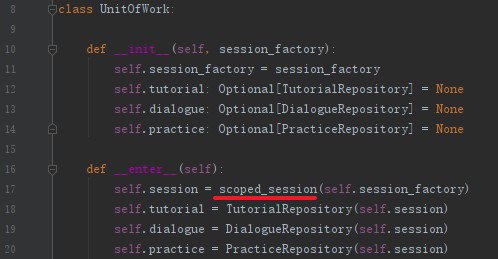 8 class UnitOfWork:
9
10 def __init__(self, session_factory):
11 self.session_factory = session_factory
12 self.tutorial: Optional[TutorialRepository] = None
13 self.dialogue: Optional[DialogueRepository] = None
14 self.practice: Optional[PracticeRepository] = None
15
16 def __enter__(self):
17 self.session = scoped_session(self.session_factory)
18 self.tutorial = TutorialRepository(self.session)
19 self.dialogue = DialogueRepository(self.session)
20 self.practice = PracticeRepository(self.session)